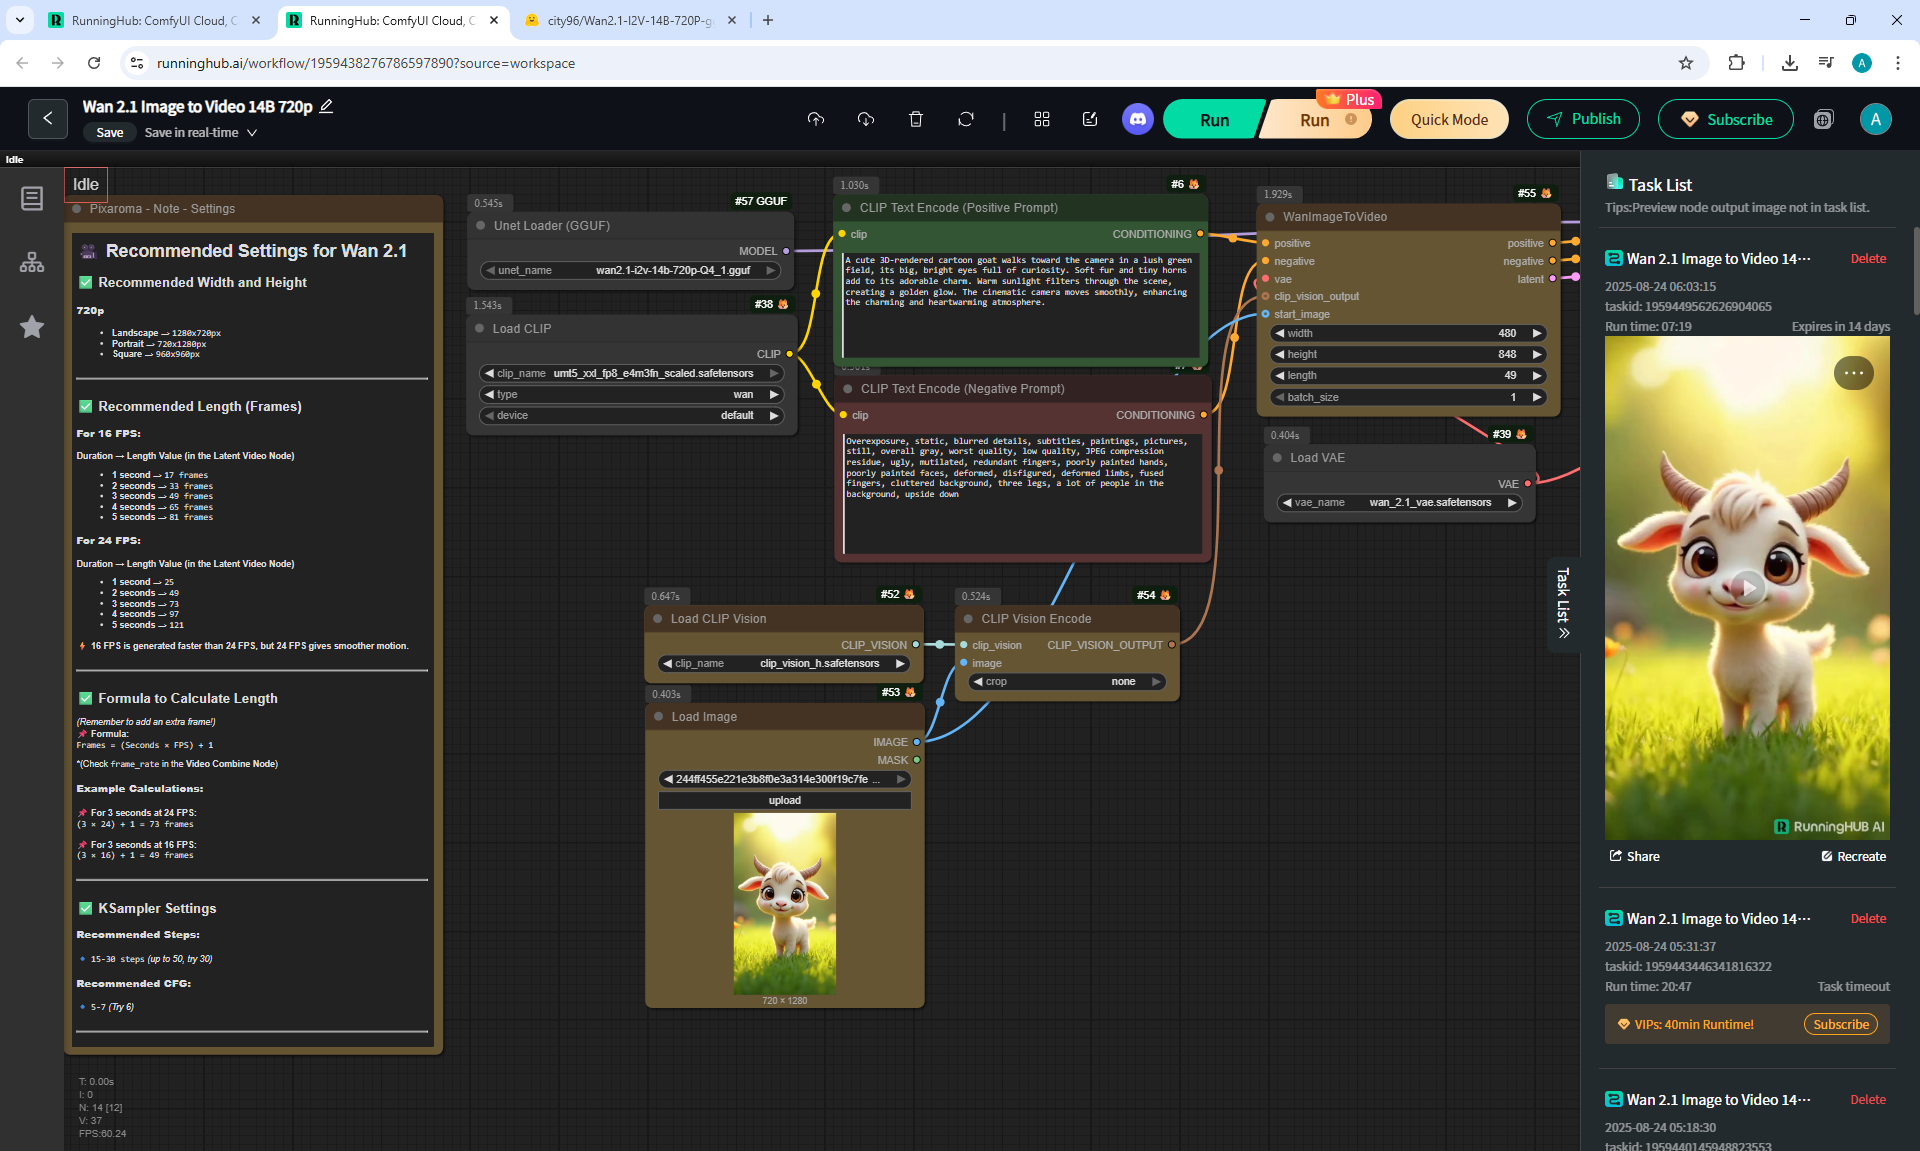 RunningHub: ComfyUI Cloud, C
RunningHub: ComfyUI Cloud, C
city96/Wan2.1-I2V-14B-720P-g
runninghub.ai/workflow/1959438276786597890?source=workspace
A
Wan 2.1 Image to Video 14B 720p
Save
Save in real-time
Run
Run
Plus
Quick Mode
Publish
Subscribe
A
Idle
Idle
Pixaroma - Note - Settings
Recommended Settings for Wan 2.1
Recommended Width and Height
720p
• Landscape → 1280x720px
• Portrait → 720x1280px
• Square → 960x960px
Recommended Length (Frames)
For 16 FPS:
Duration → Length Value (in the Latent Video Node)
• 1 second → 17 frames
• 2 seconds → 33 frames
• 3 seconds → 49 frames
• 4 seconds → 65 frames
• 5 seconds → 81 frames
For 24 FPS:
Duration → Length Value (in the Latent Video Node)
• 1 second → 25
• 2 seconds → 49
• 3 seconds → 73
• 4 seconds → 97
• 5 seconds → 121
16 FPS is generated faster than 24 FPS, but 24 FPS gives smoother motion.
Formula to Calculate Length
(Remember to add an extra frame!)
Formula:
Frames = (Seconds × FPS) + 1
*(Check frame_rate in the Video Combine Node)
Example Calculations:
For 3 seconds at 24 FPS:
(3 × 24) + 1 = 73 frames
For 3 seconds at 16 FPS:
(3 × 16) + 1 = 49 frames
KSampler Settings
Recommended Steps:
15-30 steps (up to 50, try 30)
Recommended CFG:
5-7 (Try 6)
T: 0.00s
I: 0
N: 14 [12]
V: 37
FPS:60.24
0.545s
#57 GGUF
Unet Loader (GGUF)
MODEL
unet_name wan2.1-i2v-14b-720p-Q4_1.gguf
1.543s
#38
Load CLIP
CLIP
clip_name umt5_xxl_fp8_e4m3fn_scaled.safetensors
type wan
device default
1.030s
#6
CLIP Text Encode (Positive Prompt)
clip CONDITIONING
A cute 3D-rendered cartoon goat walks toward the camera in a lush green
field, its big, bright eyes full of curiosity. Soft fur and tiny horns
add to its adorable charm. Warm sunlight filters through the scene,
creating a golden glow. The cinematic camera moves smoothly, enhancing
the charming and heartwarming atmosphere.
CLIP Text Encode (Negative Prompt)
clip CONDITIONING
Overexposure, static, blurred details, subtitles, paintings, pictures,
still, overall gray, worst quality, low quality, JPEG compression
residue, ugly, mutilated, redundant fingers, poorly painted hands,
poorly painted faces, deformed, disfigured, deformed limbs, fused
fingers, cluttered background, three legs, a lot of people in the
background, upside down
1.929s
#55
WanImageToVideo
positive positive
negative negative
vae latent
clip_vision_output
start_image
width 480
height 848
length 49
batch_size 1
0.404s
#39
Load VAE
VAE
vae_name wan_2.1_vae.safetensors
0.647s
#52
Load CLIP Vision
CLIP_VISION
clip_name clip_vision_h.safetensors
0.524s
#54
CLIP Vision Encode
clip_vision CLIP_VISION_OUTPUT
image
crop none
0.403s
#53
Load Image
IMAGE
MASK
244ff455e221e3b8f0e3a314e300f19c7fe ...
upload
720 × 1280
Task List
Task List
Tips:Preview node output image not in task list.
Wan 2.1 Image to Video 14···
Delete
2025-08-24 06:03:15
taskid: 1959449562626904065
Run time: 07:19 Expires in 14 days
RunningHUB AI
Share
Recreate
Wan 2.1 Image to Video 14···
Delete
2025-08-24 05:31:37
taskid: 1959443446341816322
Run time: 20:47 Task timeout
VIPs: 40min Runtime!
Subscribe
Wan 2.1 Image to Video 14···
Delete
2025-08-24 05:18:30
taskid: 1959440145948823553